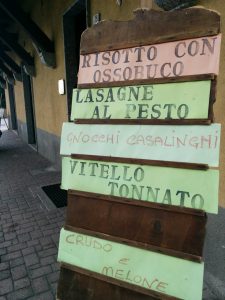 RISOTTO CON
OSSOBUCO
LASAGNE
AL PESTO
GNOCCHI CASALINGHI
VITELLO
TONNATO
CRUDO E
MELONE